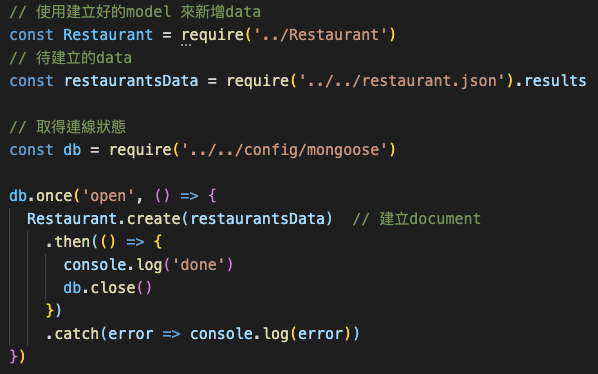 // 使用建立好的model 來新增data
const Restaurant = require('../Restaurant')
// 待建立的data
const restaurantsData = require('../../restaurant.json').results
// 取得連線狀態
const db = require('../../config/mongoose')
db.once('open', () => {
Restaurant.create(restaurantsData)  // 建立document
.then(() => {
console.log('done')
db.close()
})
.catch(error => console.log(error))
})